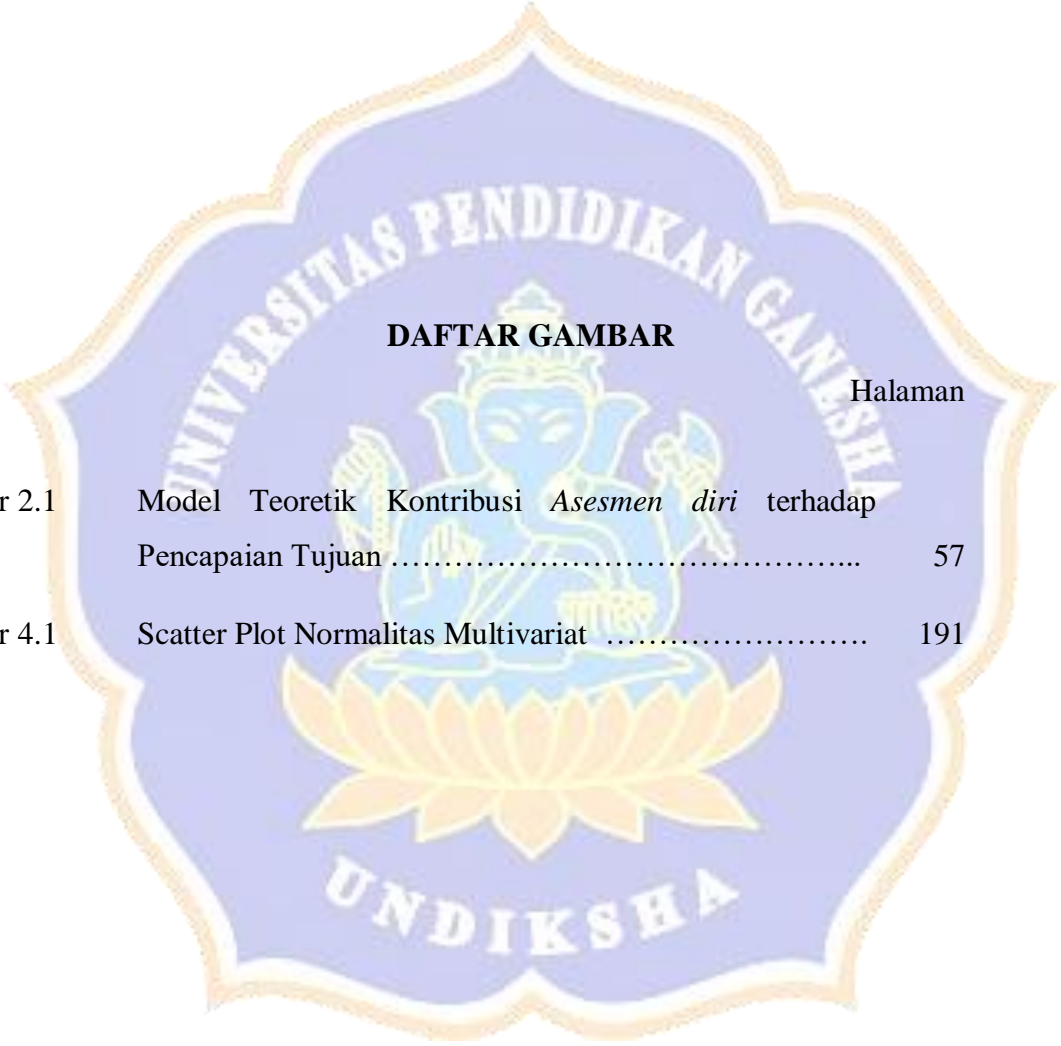 UNIVERSITAS PENDIDIKAN GANESHA
DAFTAR GAMBAR
Halaman
r 2.1 Model Teoretik Kontribusi Asesmen diri terhadap
Pencapaian Tujuan ………………………………………... 57
r 4.1 Scatter Plot Normalitas Multivariat ……………………. 191
UNDIKSHA